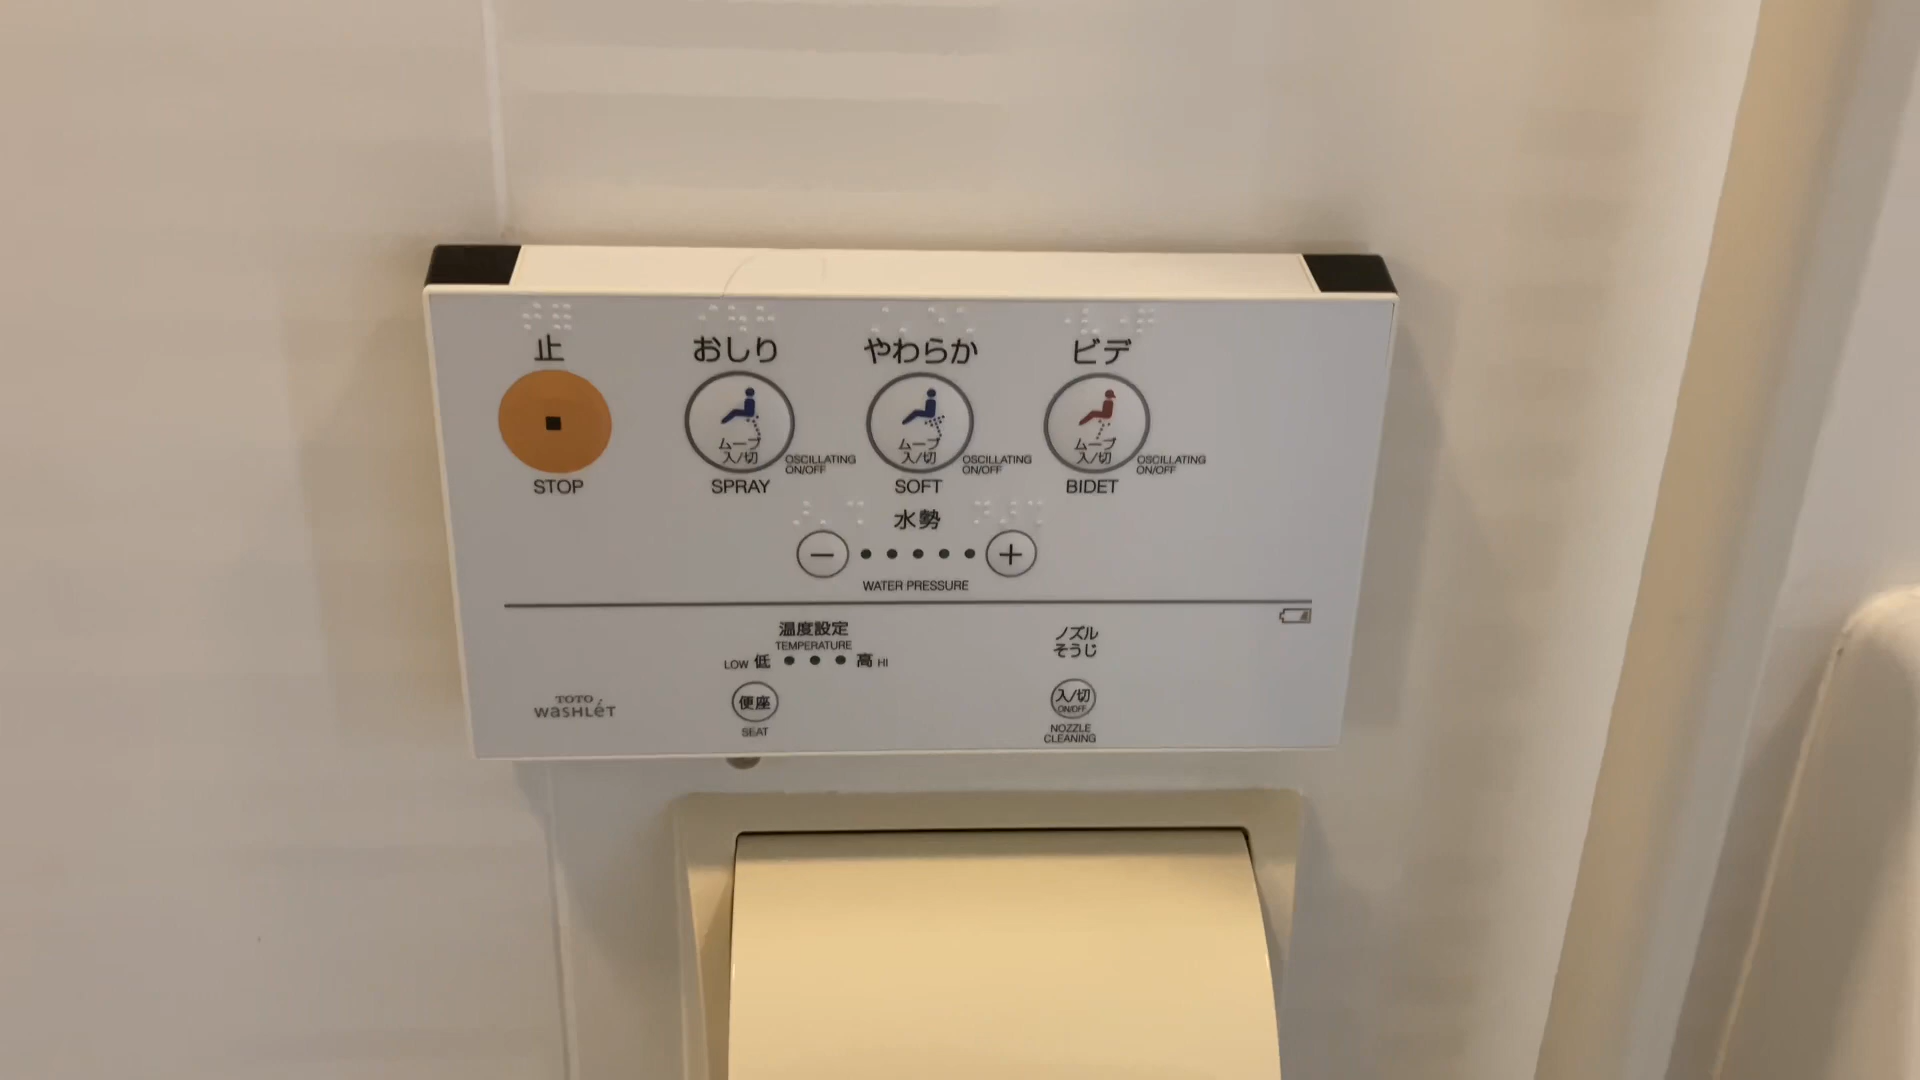 止
おしり
やわらか
ビデ
ムーブ
入/切
OSCILLATING
ON/OFF
ムーブ
入/切
OSCILLATING
ON/OFF
ムーブ
入/切
OSCILLATING
ON/OFF
STOP
SPRAY
SOFT
BIDET
水勢
− +
WATER PRESSURE
温度設定
TEMPERATURE
LOW 低 高 HI
便座
SEAT
ノズル
そうじ
入/切
ON/OFF
NOZZLE
CLEANING
TOTO
WASHLET